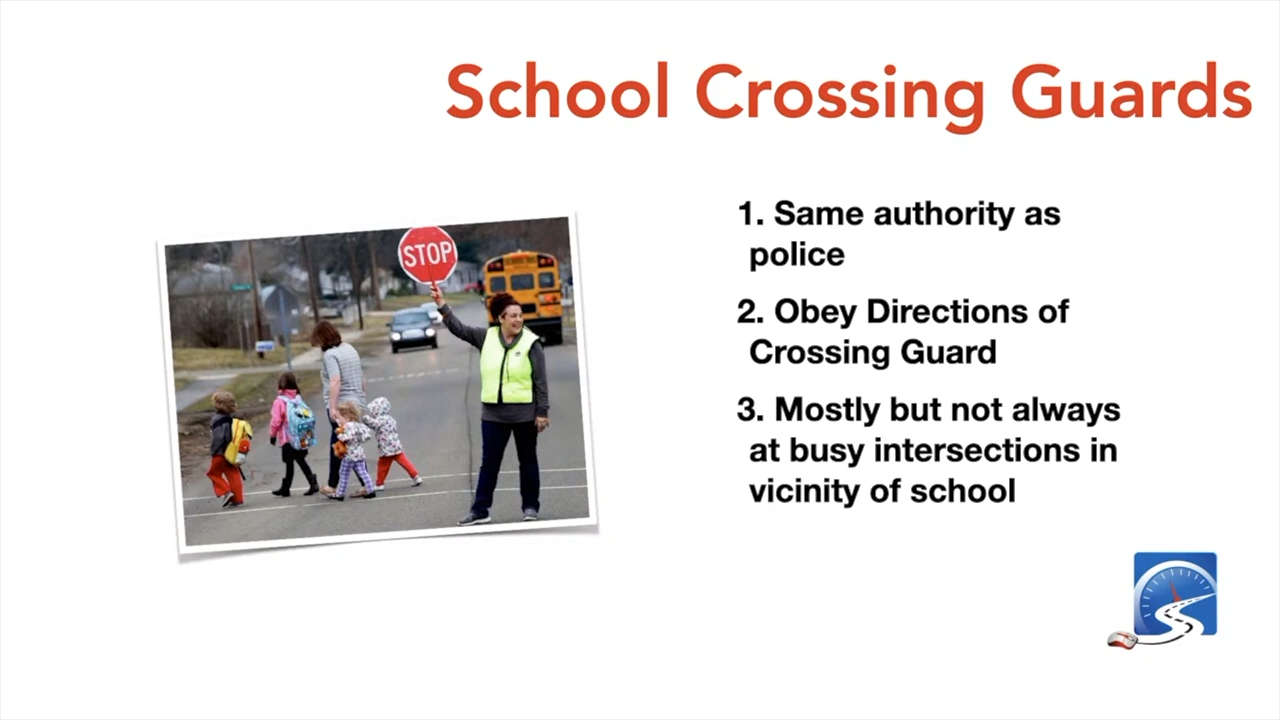 School Crossing Guards
STOP
1. Same authority as
police
2. Obey Directions of
Crossing Guard
3. Mostly but not always
at busy intersections in
vicinity of school